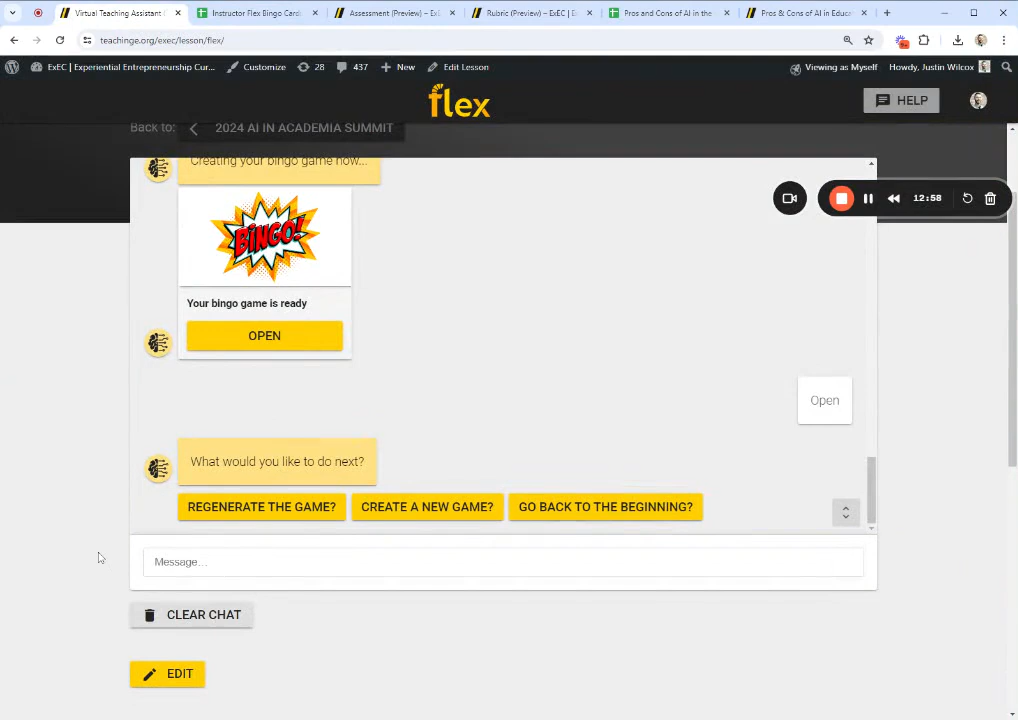 Virtual Teaching Assistant
Instructor Flex Bingo Card
Assessment (Preview) – ExE
Rubric (Preview) – ExEC | E
Pros and Cons of AI in the
Pros & Cons of AI in Educa
teachinge.org/exec/lesson/flex/
9+
ExEC | Experiential Entrepreneurship Cur...
Customize
28
437
New
Edit Lesson
Viewing as Myself
Howdy, Justin Wilcox
flex
HELP
Back to:
2024 AI IN ACADEMIA SUMMIT
Creating your bingo game now...
12:58
BINGO!
Your bingo game is ready
OPEN
Open
What would you like to do next?
REGENERATE THE GAME?
CREATE A NEW GAME?
GO BACK TO THE BEGINNING?
Message...
CLEAR CHAT
EDIT